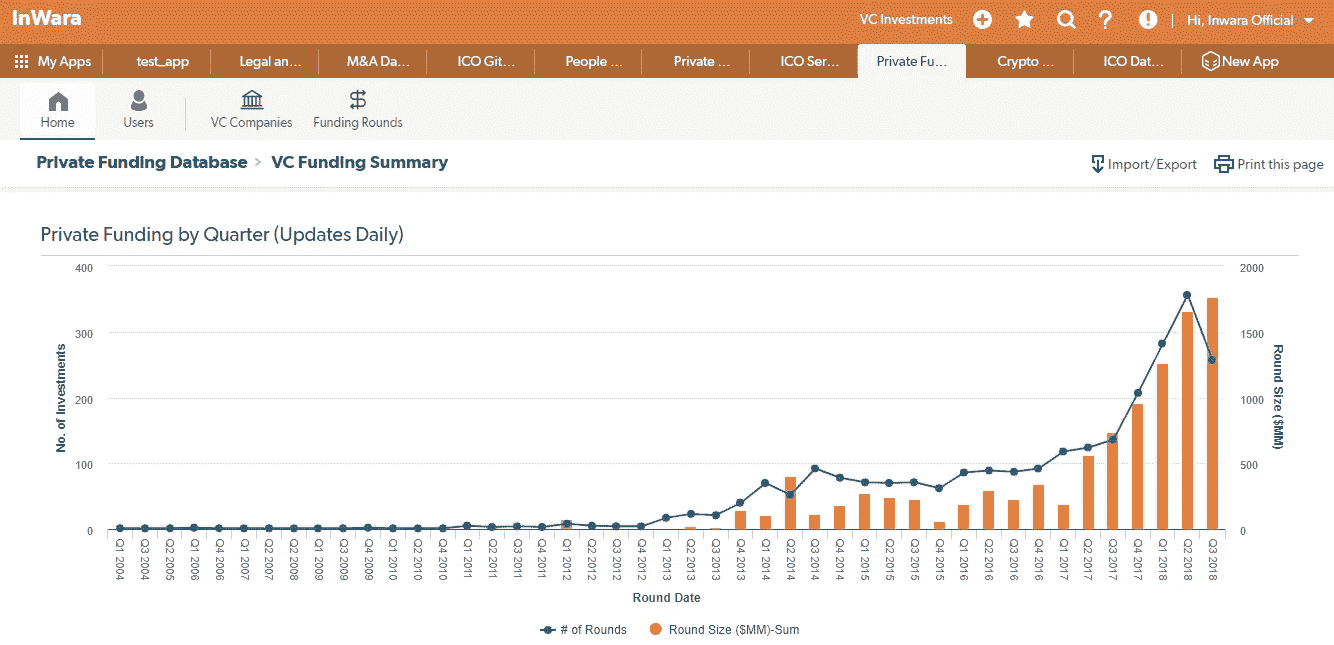 InWara
VC Investments
Hi, Inwara Official
My Apps
test_app
Legal an...
M&A Da...
ICO Git...
People ...
Private ...
ICO Ser...
Private Fu...
Crypto ...
ICO Dat...
New App
Home
Users
VC Companies
Funding Rounds
Private Funding Database > VC Funding Summary
Import/Export
Print this page
Private Funding by Quarter (Updates Daily)
400
300
200
100
0
No. of Investments
2000
1500
1000
500
0
Round Size ($MM)
Q1 2004
Q3 2004
Q2 2005
Q1 2006
Q4 2006
Q1 2007
Q2 2007
Q2 2008
Q1 2009
Q3 2009
Q4 2009
Q1 2010
Q2 2010
Q4 2010
Q1 2011
Q2 2011
Q3 2011
Q4 2011
Q1 2012
Q2 2012
Q3 2012
Q4 2012
Q1 2013
Q2 2013
Q3 2013
Q4 2013
Q1 2014
Q2 2014
Q3 2014
Q4 2014
Q1 2015
Q2 2015
Q3 2015
Q4 2015
Q1 2016
Q2 2016
Q3 2016
Q4 2016
Q1 2017
Q2 2017
Q3 2017
Q4 2017
Q1 2018
Q2 2018
Q3 2018
Round Date
# of Rounds
Round Size ($MM)-Sum